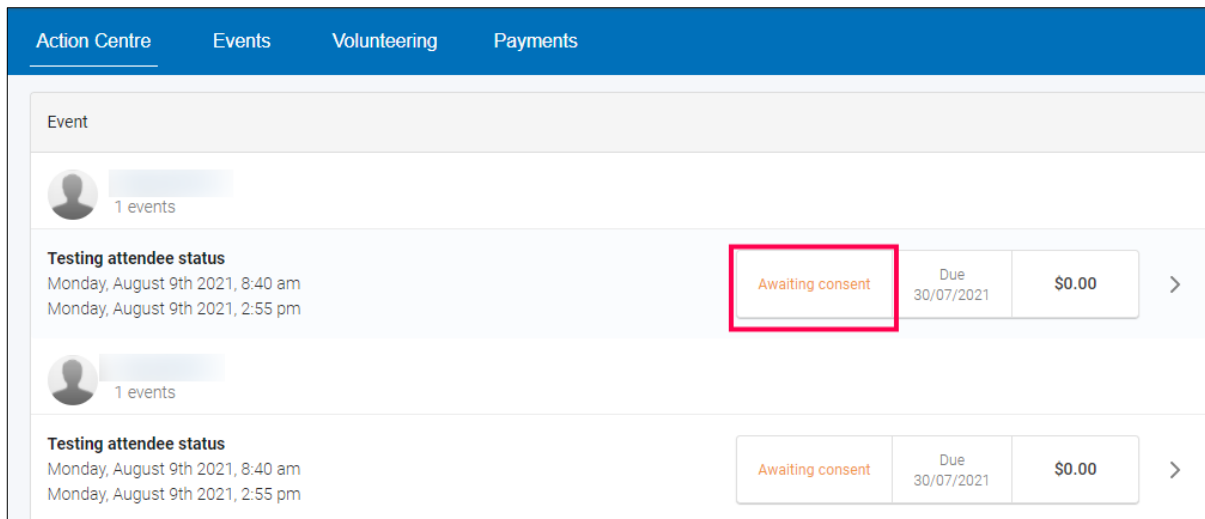 Action Centre Events Volunteering Payments
Event
1 events
Testing attendee status
Monday, August 9th 2021, 8:40 am
Monday, August 9th 2021, 2:55 pm
Awaiting consent
Due
30/07/2021
$0.00
1 events
Testing attendee status
Monday, August 9th 2021, 8:40 am
Monday, August 9th 2021, 2:55 pm
Awaiting consent
Due
30/07/2021
$0.00